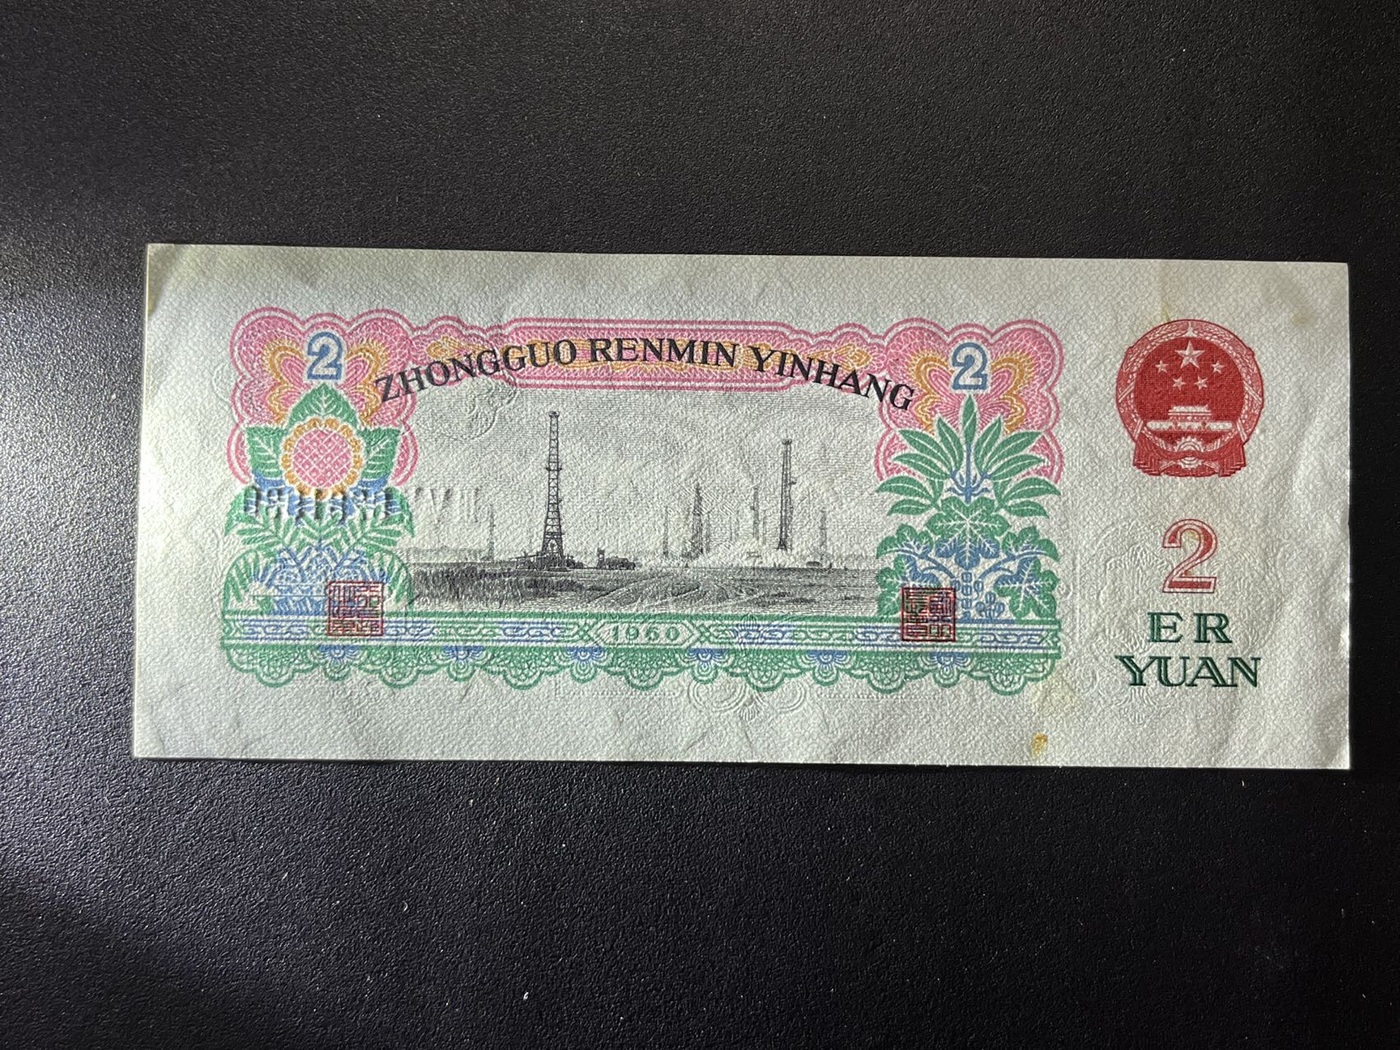 2
ZHONGGUO RENMIN YINHANG
2
1960
2
ER
YUAN